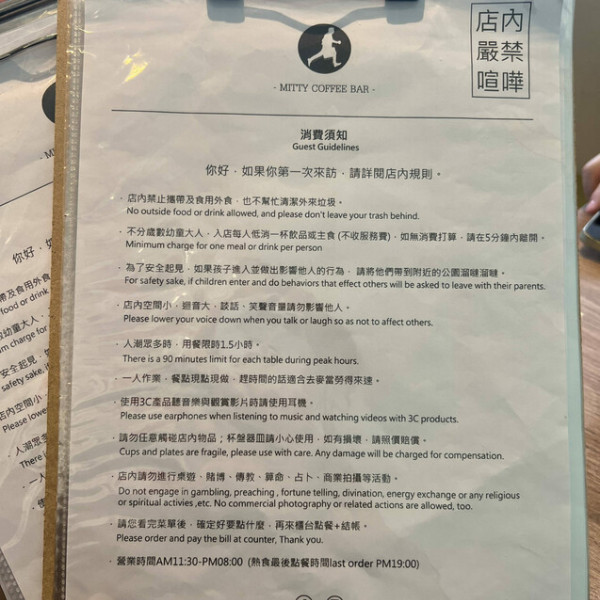 店內
嚴禁
喧嘩
- MITTY COFFEE BAR -
消費須知
Guest Guidelines
你好，如果你第一次來訪，請詳閱店內規則。
· 店內禁止攜帶及食用外食，也不幫忙清潔外來垃圾。
No outside food or drink allowed, and please don't leave your trash behind.
· 不分歲數幼童大人，入店每人低消一杯飲品或主食 (不收服務費)，如無消費打算，請在5分鐘內離開。
Minimum charge for one meal or drink per person
· 為了安全起見，如果孩子進入並做出影響他人的行為，請將他們帶到附近的公園溜噠溜噠。
For safety sake, if children enter and do behaviors that effect others will be asked to leave with their parents.
· 店內空間小，迴音大，談話，笑聲音量請勿影響他人。
Please lower your voice down when you talk or laugh so as not to affect others.
· 人潮眾多時，用餐限時1.5小時。
There is a 90 minutes limit for each table during peak hours.
· 一人作業，餐點現點現做，趕時間的話適合去麥當勞得來速。
· 使用3C產品聽音樂與觀賞影片時請使用耳機。
Please use earphones when listening to music and watching videos with 3C products.
· 請勿任意觸碰店內物品；杯盤器皿請小心使用，如有損壞，請照價賠償。
Cups and plates are fragile, please use with care. Any damage will be charged for compensation.
· 店內請勿進行桌遊、賭博、傳教、算命、占卜、商業拍攝等活動。
Do not engage in gambling, preaching , fortune telling, divination, energy exchange or any religious
or spiritual activies ,etc. No commercial photography or related actions are allowed, too.
· 請您看完菜單後，確定好要點什麼，再來櫃台點餐+結帳。
Please order and pay the bill at counter, Thank you.
· 營業時間AM11:30-PM08:00 (熱食最後點餐時間last order PM19:00)